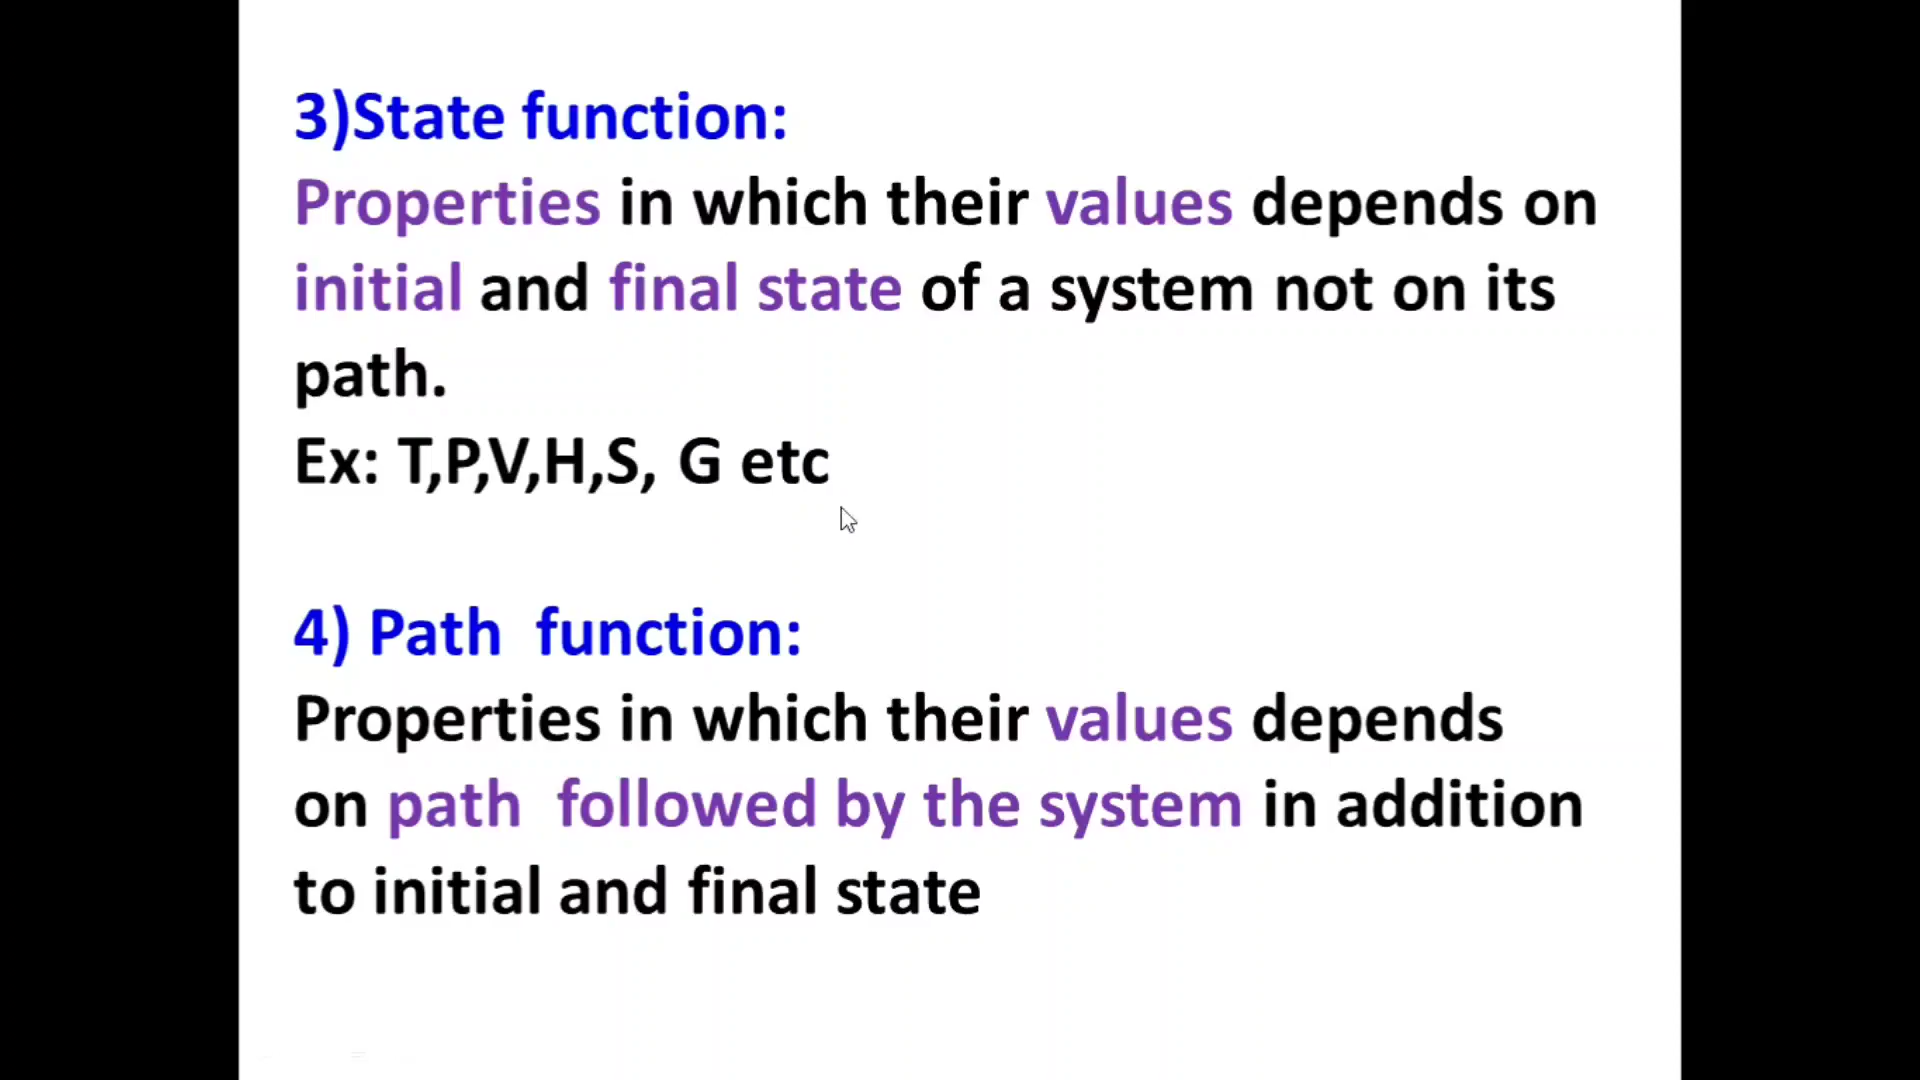 3)State function:
Properties in which their values depends on
initial and final state of a system not on its
path.
Ex: T,P,V,H,S, G etc
4) Path  function:
Properties in which their values depends
on path  followed by the system in addition
to initial and final state